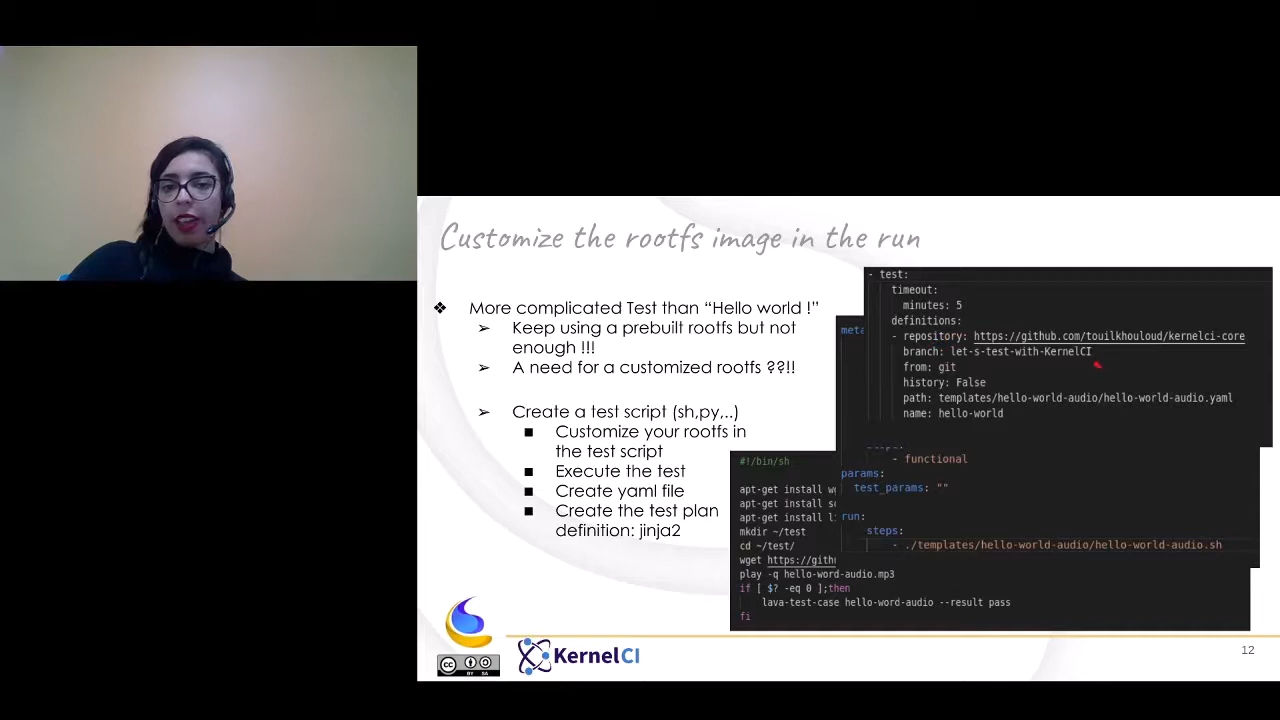 Customize the rootfs image in the run
❖ More complicated Test than “Hello world !”
➢ Keep using a prebuilt rootfs but not
enough !!!
➢ A need for a customized rootfs ??!!
➢ Create a test script (sh,py,..)
■ Customize your rootfs in
the test script
■ Execute the test
■ Create yaml file
■ Create the test plan
definition: jinja2
- test:
timeout:
minutes: 5
definitions:
- repository: https://github.com/touilkhouloud/kernelci-core
branch: let-s-test-with-KernelCI
from: git
history: False
path: templates/hello-world-audio/hello-world-audio.yaml
name: hello-world
meta
- functional
params:
test_params: ""
run:
steps:
- ./templates/hello-world-audio/hello-world-audio.sh
#!/bin/sh
apt-get install
apt-get install
apt-get install
mkdir ~/test
cd ~/test/
wget https://gith
play -q hello-word-audio.mp3
if [ $? -eq 0 ];then
lava-test-case hello-word-audio --result pass
fi
cc BY SA
KernelCI
12